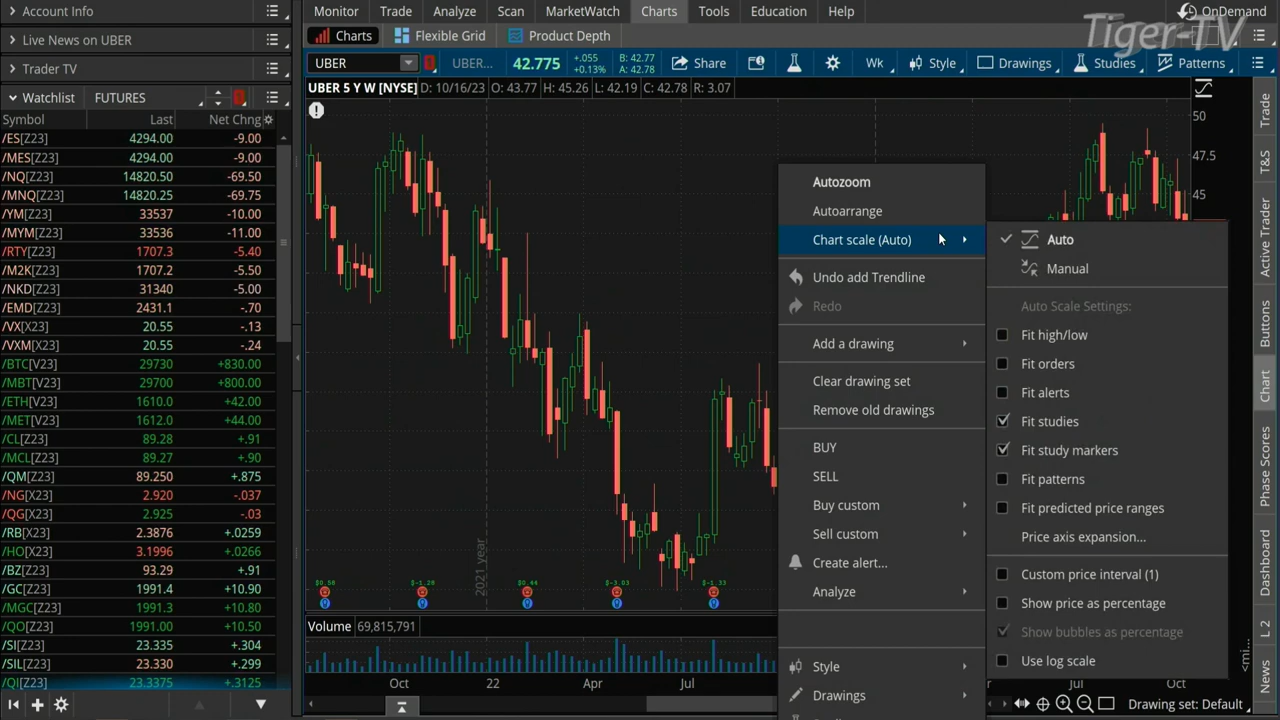 Account Info
Live News on UBER
Trader TV
Watchlist FUTURES
Symbol Last Net Chng
/ES[Z23] 4294.00 -9.00
/MES[Z23] 4294.00 -9.00
/NQ[Z23] 14820.50 -69.50
/MNQ[Z23] 14820.25 -69.75
/YM[Z23] 33537 -10.00
/MYM[Z23] 33536 -11.00
/RTY[Z23] 1707.3 -5.40
/M2K[Z23] 1707.2 -5.50
/NKD[Z23] 31340 -5.00
/EMD[Z23] 2431.1 -.70
/VX[X23] 20.55 -.13
/VXM[X23] 20.55 -.24
/BTC[V23] 29730 +830.00
/MBT[V23] 29700 +800.00
/ETH[V23] 1610.0 +42.00
/MET[V23] 1612.0 +44.00
/CL[Z23] 89.28 +.91
/MCL[Z23] 89.27 +.90
/QM[Z23] 89.250 +.875
/NG[X23] 2.920 -.037
/QG[X23] 2.925 -.03
/RB[X23] 2.3876 +.0259
/HO[X23] 3.1996 +.0266
/BZ[Z23] 93.29 +.91
/GC[Z23] 1991.4 +10.90
/MGC[Z23] 1991.4 +10.80
/QO[Z23] 1991.00 +10.50
/SI[Z23] 23.335 +.304
/SIL[Z23] 23.330 +.299
/QI[Z23] 23.3375 +.3125
Monitor Trade Analyze Scan MarketWatch Charts Tools Education Help
OnDemand
Tiger-TV
Charts Flexible Grid Product Depth
UBER UBER... 42.775 +.055 +0.13% B: 42.77 A: 42.78 Share Wk Style Drawings Studies Patterns
UBER 5 Y W [NYSE] D: 10/16/23 O: 43.77 H: 45.26 L: 42.19 C: 42.78 R: 3.07
50
47.5
45
2021 year
$0.58 $-1.28 $0.44 $-3.03 $-1.33
Volume 69,815,791
Oct 22 Apr Jul Jul Oct
Autozoom
Autoarrange
Chart scale (Auto)
Undo add Trendline
Redo
Add a drawing
Clear drawing set
Remove old drawings
BUY
SELL
Buy custom
Sell custom
Create alert...
Analyze
Style
Drawings
Auto
Manual
Auto Scale Settings:
Fit high/low
Fit orders
Fit alerts
Fit studies
Fit study markers
Fit patterns
Fit predicted price ranges
Price axis expansion...
Custom price interval (1)
Show price as percentage
Show bubbles as percentage
Use log scale
Drawing set: Default
Trade
T&S
Active Trader
Buttons
Chart
Phase Scores
Dashboard
L 2
News